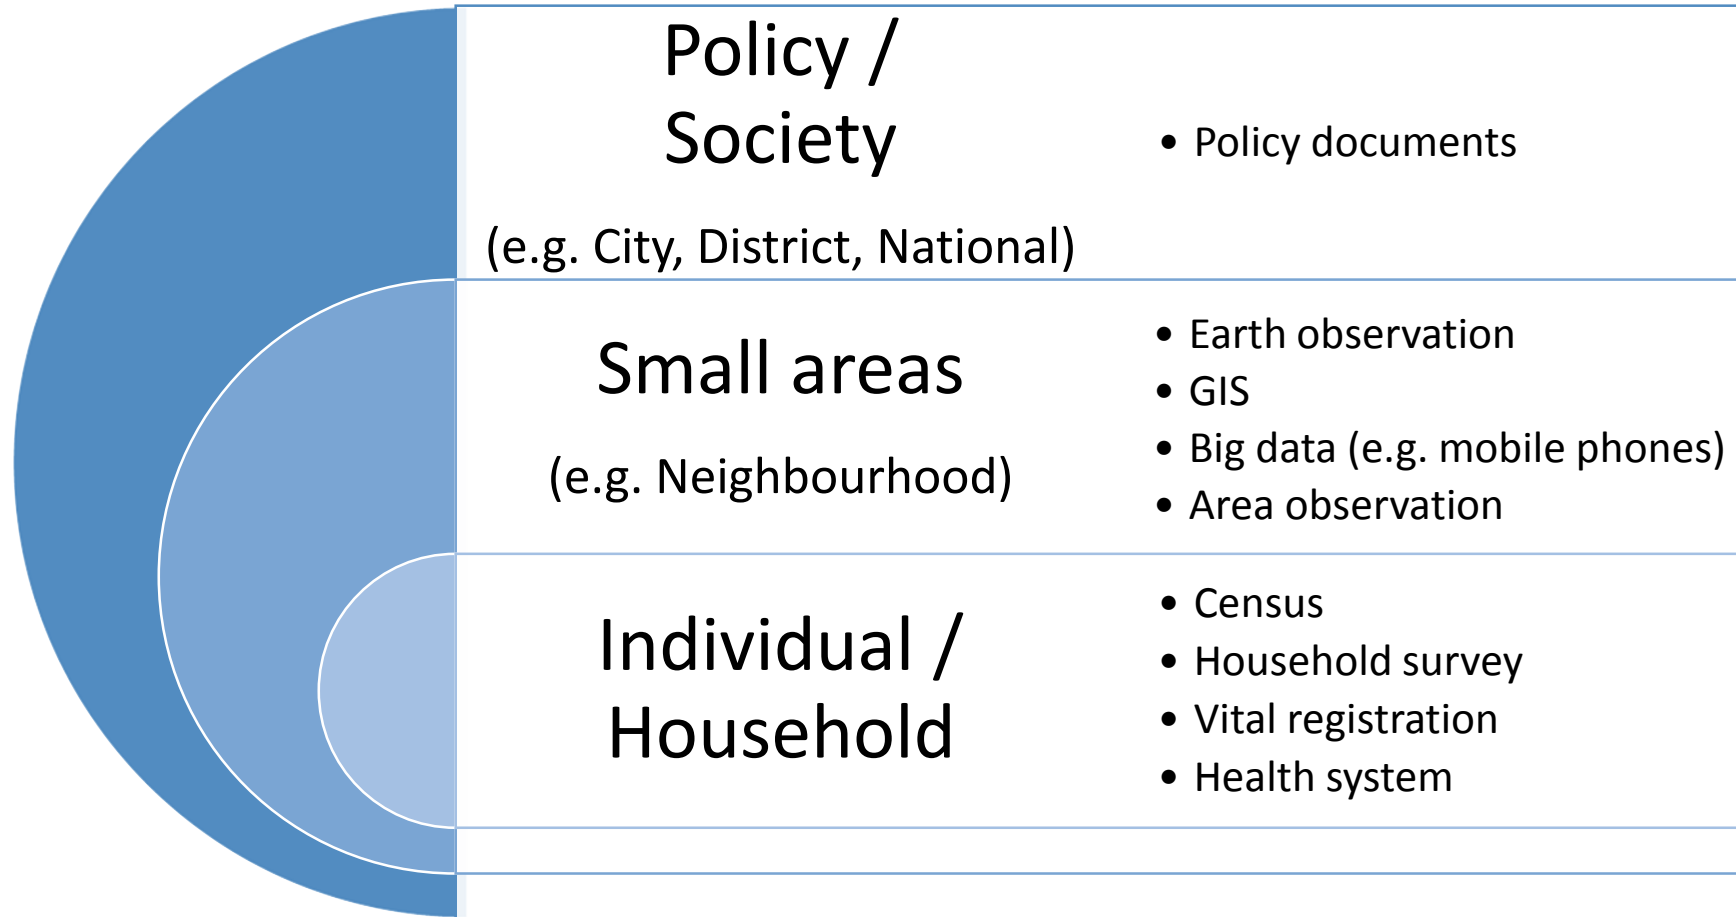 Policy /
Society
(e.g. City, District, National)
• Policy documents
Small areas
(e.g. Neighbourhood)
• Earth observation
• GIS
• Big data (e.g. mobile phones)
• Area observation
Individual /
Household
• Census
• Household survey
• Vital registration
• Health system